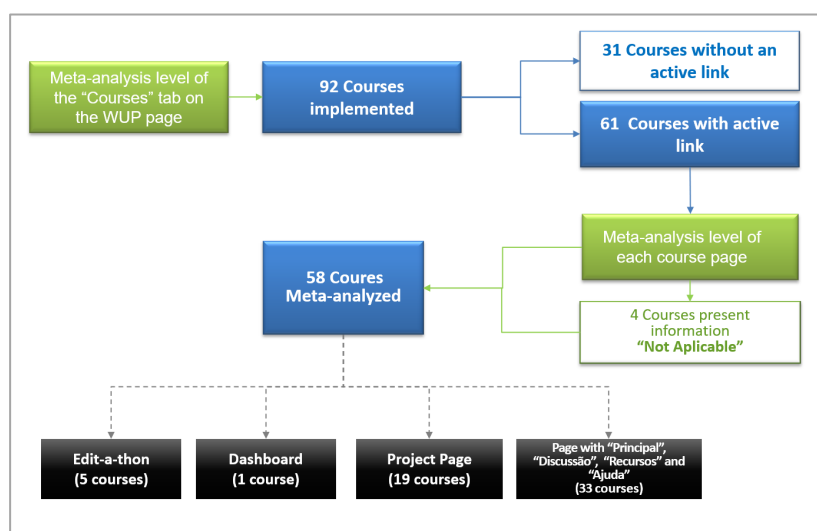 Meta-analysis level of
the “Courses” tab on
the WUP page
92 Courses
implemented
31 Courses without an
active link
61 Courses with active
link
Meta-analysis level of
each course page
58 Coures
Meta-analyzed
4 Courses present
information
“Not Aplicable”
Edit-a-thon
(5 courses)
Dashboard
(1 course)
Project Page
(19 courses)
Page with “Principal”,
“Discussão”, “Recursos” and
“Ajuda”
(33 courses)